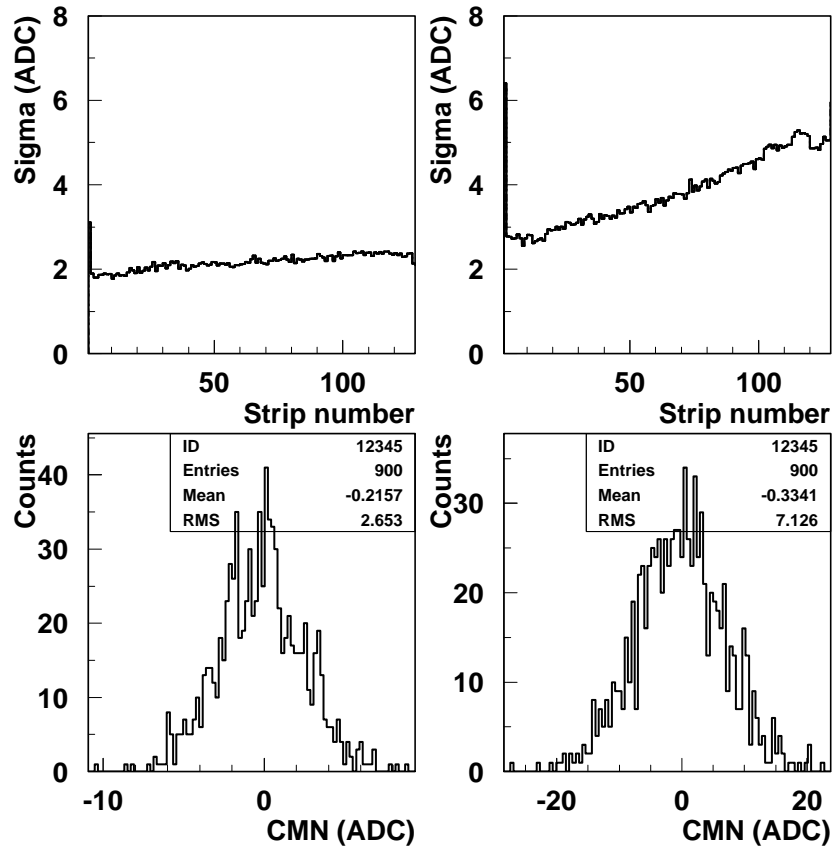 Sigma (ADC)
8
6
4
2
0
50
100
Strip number
Sigma (ADC)
8
6
4
2
0
50
100
Strip number
Counts
40
30
20
10
0
ID 12345
Entries 900
Mean -0.2157
RMS 2.653
-10
0
CMN (ADC)
Counts
30
20
10
0
ID 12345
Entries 900
Mean -0.3341
RMS 7.126
-20
0
20
CMN (ADC)